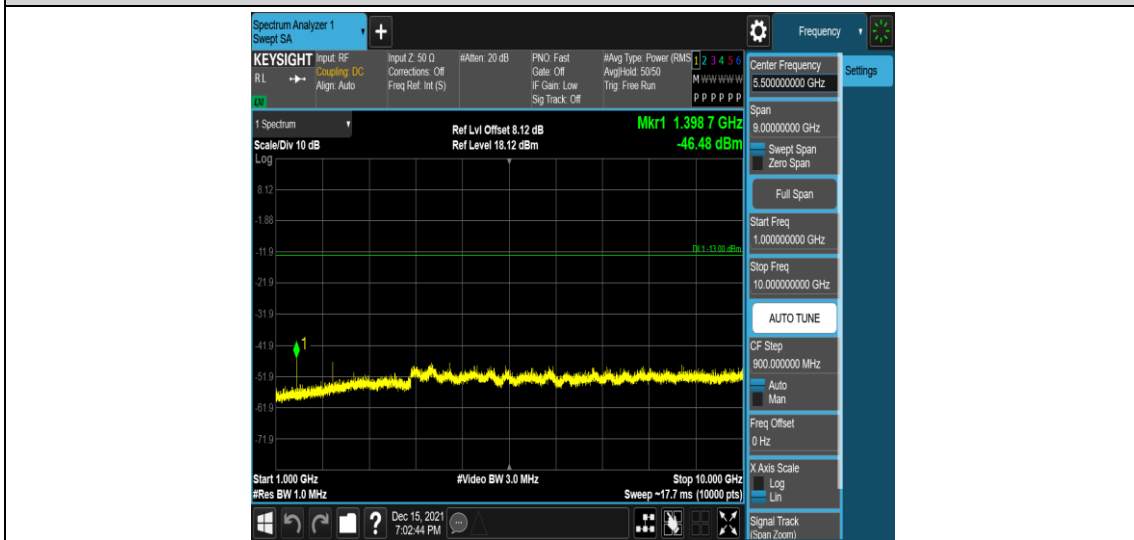 Spectrum Analyzer 1
Swept SA
+
Frequency
KEYSIGHT
RL
LXI
Input: RF
Coupling: DC
Align: Auto
Input Z: 50 Ω
Corrections: Off
Freq Ref: Int (S)
#Atten: 20 dB
PNO: Fast
Gate: Off
IF Gain: Low
Sig Track: Off
#Avg Type: Power (RMS
Avg|Hold: 50/50
Trig: Free Run
1 2 3 4 5 6
M W W W W W
P P P P P P
1 Spectrum
Scale/Div 10 dB
Log
Ref Lvl Offset 8.12 dB
Ref Level 18.12 dBm
Mkr1 1.398 7 GHz
-46.48 dBm
8.12
-1.88
-11.9
DL1 -13.00 dBm
-21.9
-31.9
-41.9
1
-51.9
-61.9
-71.9
Start 1.000 GHz
#Video BW 3.0 MHz
Stop 10.000 GHz
#Res BW 1.0 MHz
Sweep ~17.7 ms (10000 pts)
Center Frequency
5.500000000 GHz
Settings
Span
9.00000000 GHz
Swept Span
Zero Span
Full Span
Start Freq
1.000000000 GHz
Stop Freq
10.000000000 GHz
AUTO TUNE
CF Step
900.000000 MHz
Auto
Man
Freq Offset
0 Hz
X Axis Scale
Log
Lin
Signal Track
(Span Zoom)
?
Dec 15, 2021
7:02:44 PM